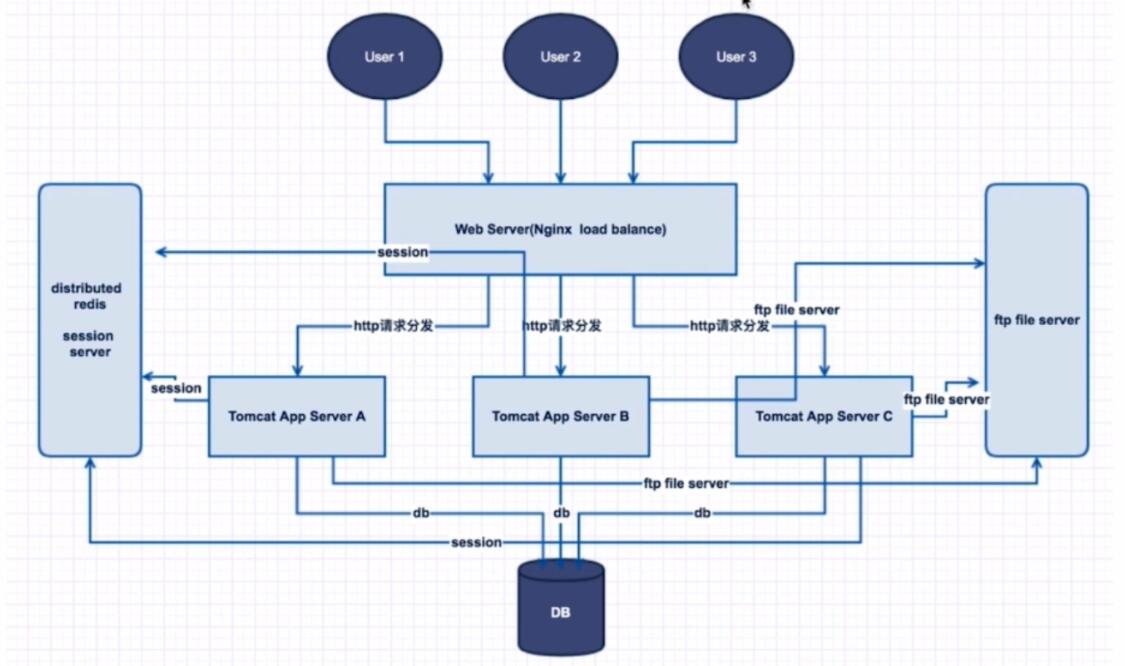 User 1
User 2
User 3
Web Server(Nginx  load balance)
session
distributed
redis
session
server
ftp file server
ftp file server
http请求分发
http请求分发
http请求分发
session
ftp file server
Tomcat App Server A
Tomcat App Server B
Tomcat App Server C
ftp file server
db
db
db
session
DB